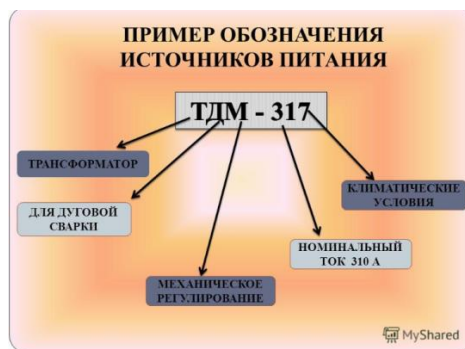 ПРИМЕР ОБОЗНАЧЕНИЯ
ИСТОЧНИКОВ ПИТАНИЯ
ТДМ - 317
ТРАНСФОРМАТОР
ДЛЯ ДУГОВОЙ
СВАРКИ
МЕХАНИЧЕСКОЕ
РЕГУЛИРОВАНИЕ
НОМИНАЛЬНЫЙ
ТОК 310 А
КЛИМАТИЧЕСКИЕ
УСЛОВИЯ
MyShared